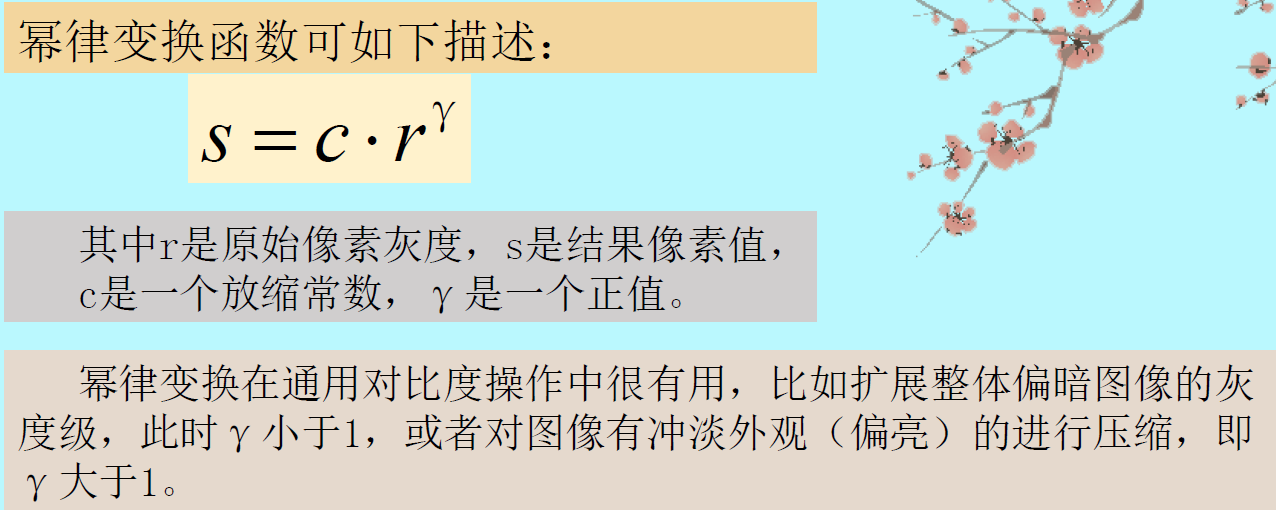 幂律变换函数可如下描述：
s = c · r^γ
其中r是原始像素灰度，s是结果像素值，
c是一个放缩常数，γ是一个正值。
幂律变换在通用对比度操作中很有用，比如扩展整体偏暗图像的灰
度级，此时γ小于1，或者对图像有冲淡外观（偏亮）的进行压缩，即
γ大于1。